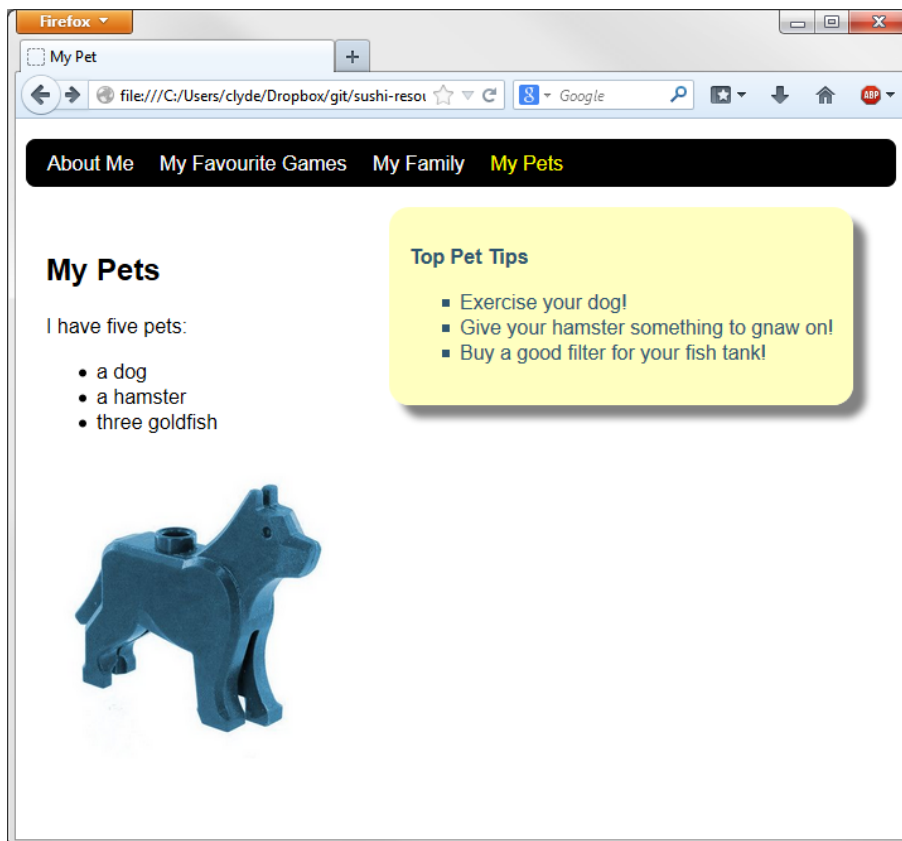 Firefox
My Pet
file:///C:/Users/clyde/Dropbox/git/sushi-resou
8 Google
ABP
About Me My Favourite Games My Family My Pets
My Pets
I have five pets:
a dog
a hamster
three goldfish
Top Pet Tips
Exercise your dog!
Give your hamster something to gnaw on!
Buy a good filter for your fish tank!